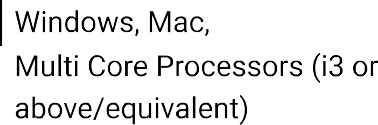 Windows, Mac,
Multi Core Processors (i3 or
above/equivalent)